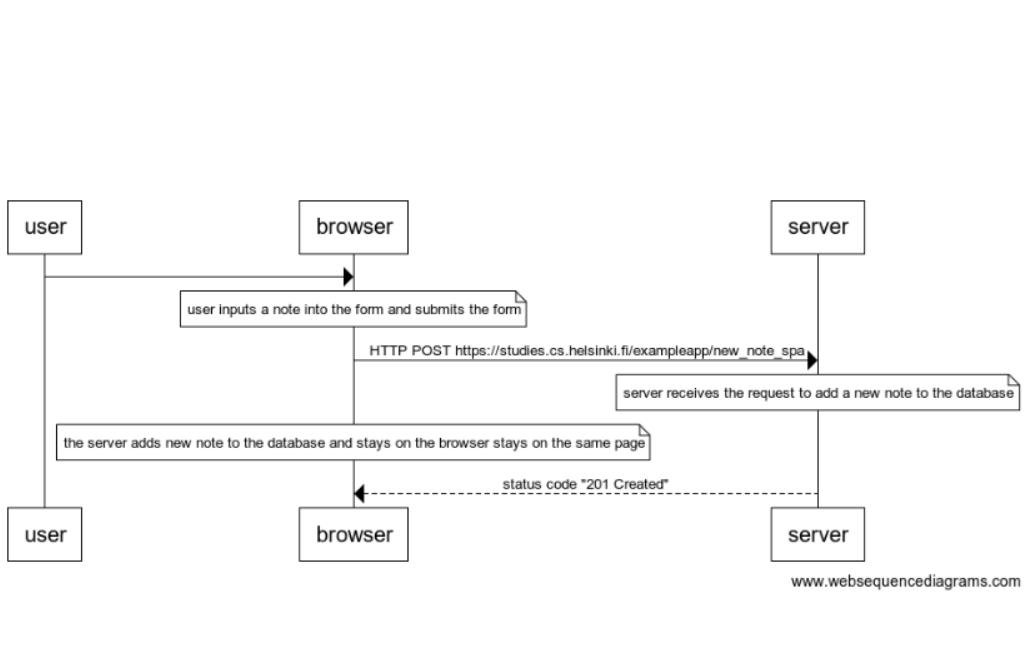 user
browser
server
user inputs a note into the form and submits the form
HTTP POST https://studies.cs.helsinki.fi/exampleapp/new_note_spa
server receives the request to add a new note to the database
the server adds new note to the database and stays on the browser stays on the same page
status code "201 Created"
user
browser
server
www.websequencediagrams.com